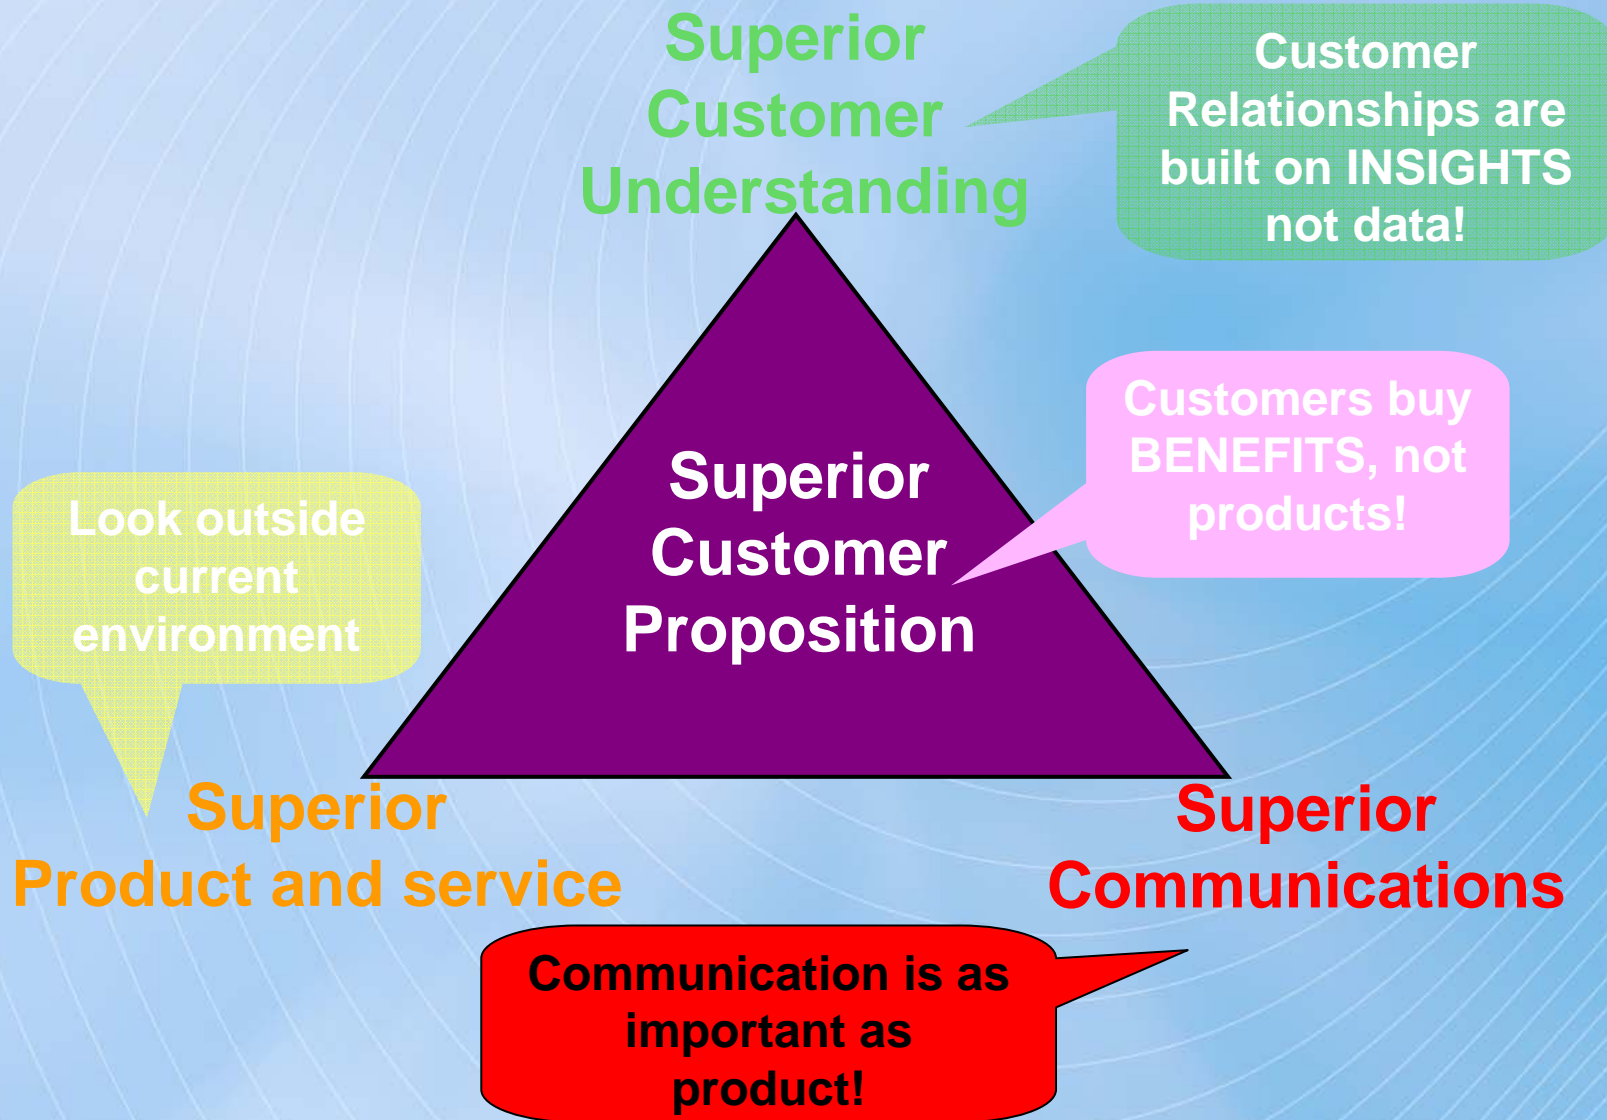 Superior
Customer
Understanding
Customer
Relationships are
built on INSIGHTS
not data!
Customers buy
BENEFITS, not
products!
Superior
Customer
Proposition
Look outside
current
environment
Superior
Product and service
Superior
Communications
Communication is as
important as
product!